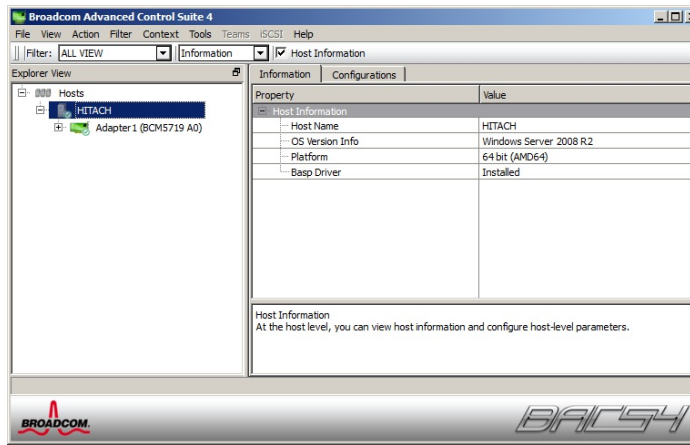 Broadcom Advanced Control Suite 4
File View Action Filter Context Tools Teams iSCSI Help
Filter: ALL VIEW Information Host Information
Explorer View
Hosts
HITACH
Adapter1 (BCM5719 A0)
Information Configurations
Property Value
Host Information
Host Name HITACH
OS Version Info Windows Server 2008 R2
Platform 64 bit (AMD64)
Basp Driver Installed
Host Information
At the host level, you can view host information and configure host-level parameters.
BROADCOM.
BACS4